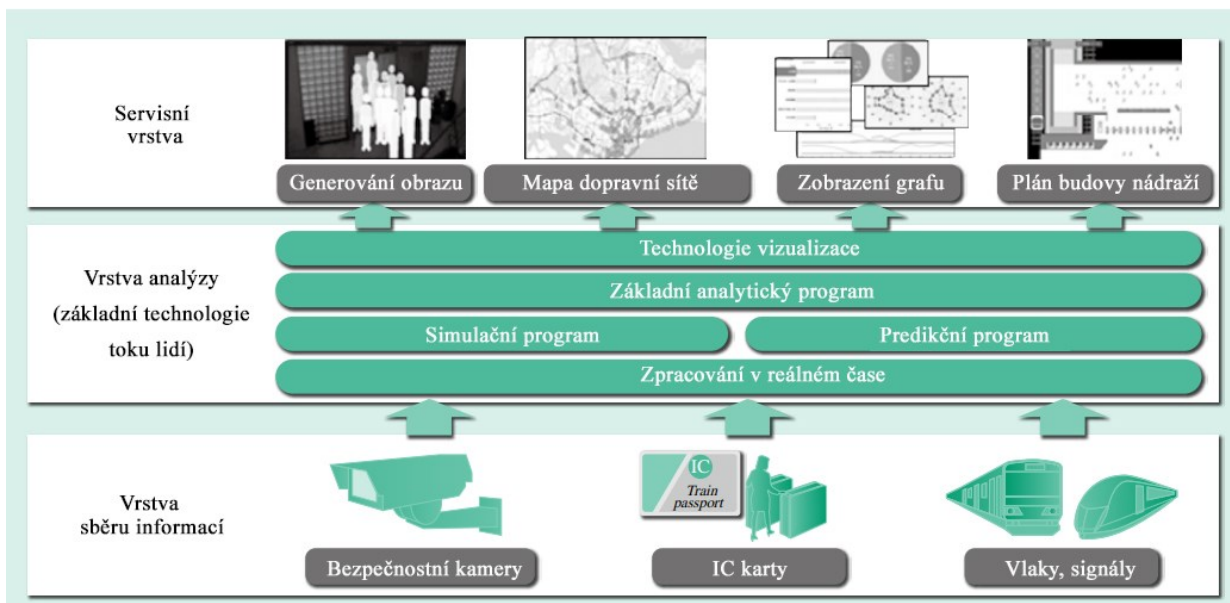 Servisní
vrstva
Generování obrazu
Mapa dopravní sítě
Zobrazení grafu
Plán budovy nádraží
Vrstva analýzy
(základní technologie
toku lidí)
Technologie vizualizace
Základní analytický program
Simulační program
Predikční program
Zpracování v reálném čase
Vrstva
sběru informací
IC
Train
passport
Bezpečnostní kamery
IC karty
Vlaky, signály